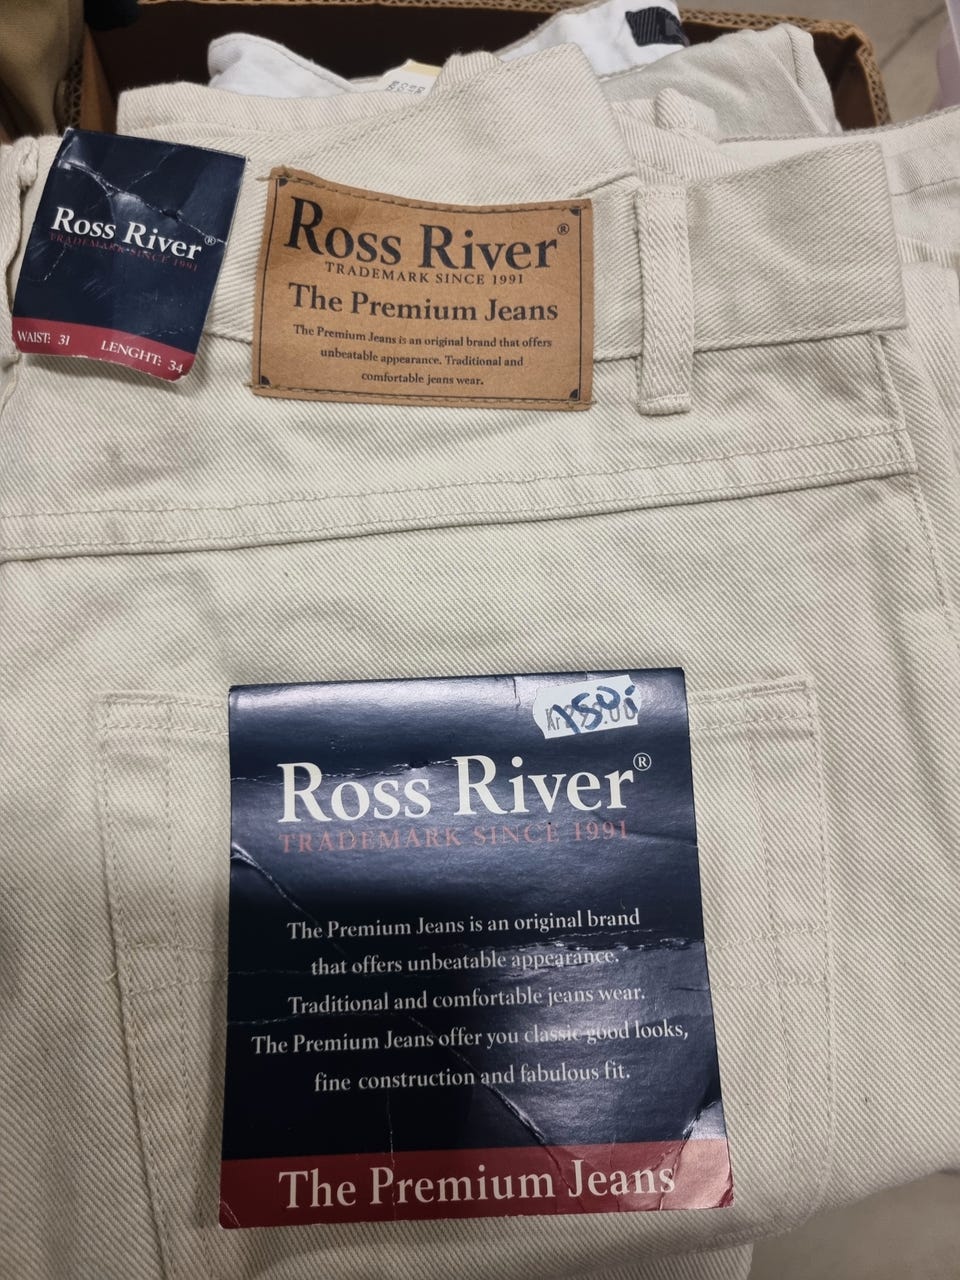 Ross River®
TRADEMARK SINCE 1991
WAIST: 31 LENGHT: 34
Ross River®
TRADEMARK SINCE 1991
The Premium Jeans
The Premium Jeans is an original brand that offers
unbeatable appearance. Traditional and
comfortable jeans wear.
Ross River®
TRADEMARK SINCE 1991
The Premium Jeans is an original brand
that offers unbeatable appearance.
Traditional and comfortable jeans wear.
The Premium Jeans offer you classic good looks,
fine construction and fabulous fit.
The Premium Jeans